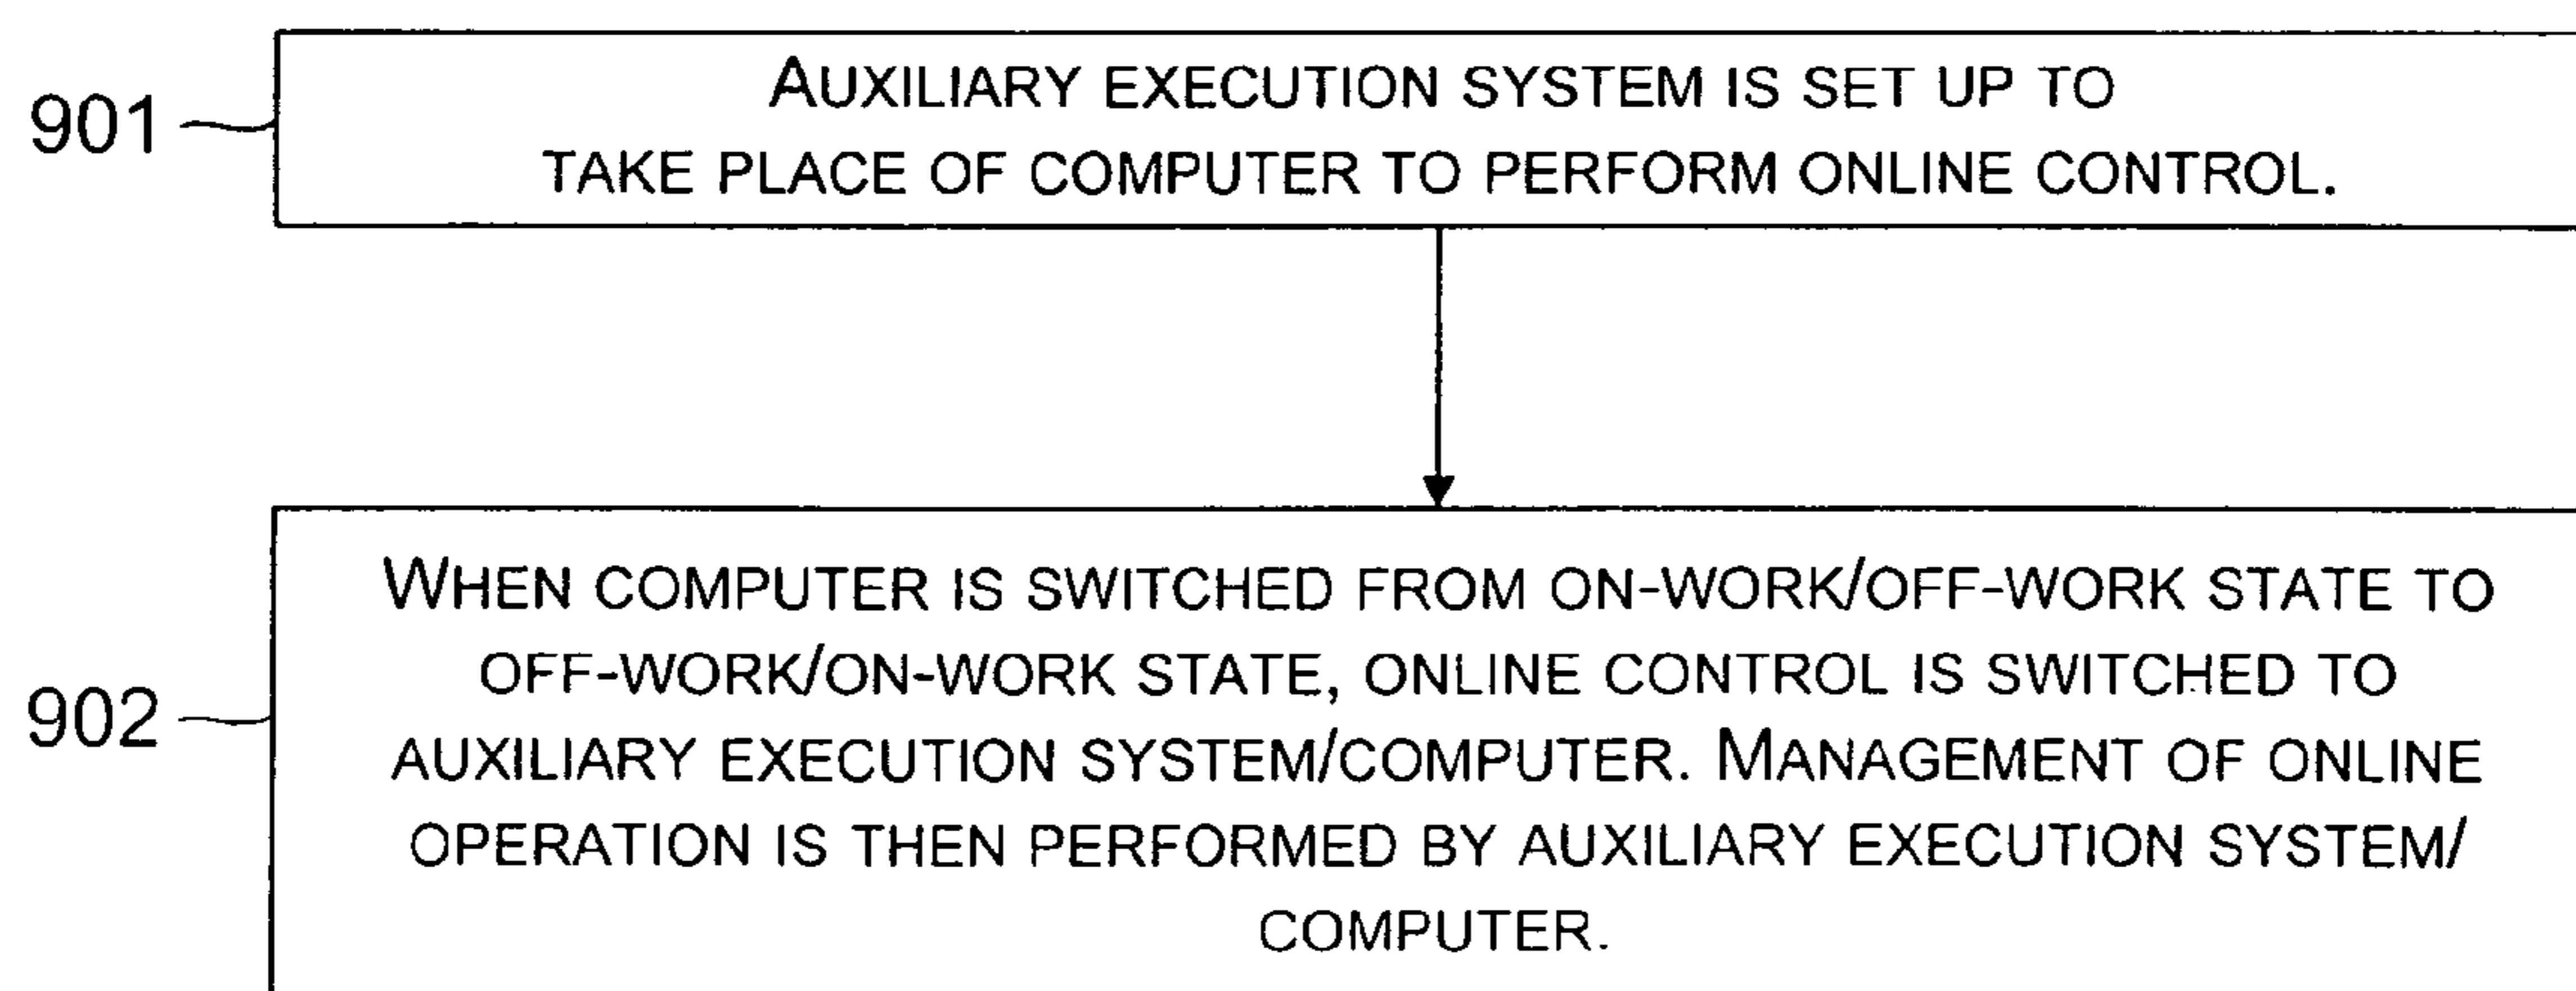 901
AUXILIARY EXECUTION SYSTEM IS SET UP TO
TAKE PLACE OF COMPUTER TO PERFORM ONLINE CONTROL.
902
WHEN COMPUTER IS SWITCHED FROM ON-WORK/OFF-WORK STATE TO
OFF-WORK/ON-WORK STATE, ONLINE CONTROL IS SWITCHED TO
AUXILIARY EXECUTION SYSTEM/COMPUTER. MANAGEMENT OF ONLINE
OPERATION IS THEN PERFORMED BY AUXILIARY EXECUTION SYSTEM/
COMPUTER.